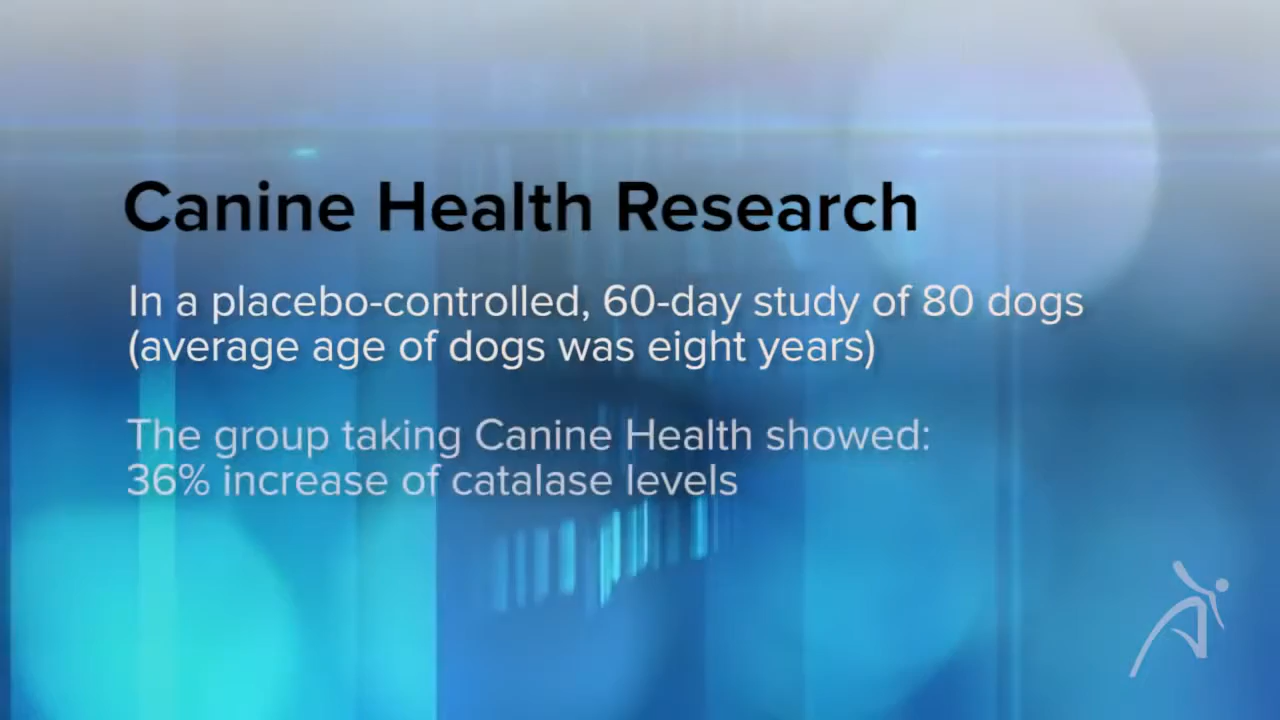 Canine Health Research
In a placebo-controlled, 60-day study of 80 dogs
(average age of dogs was eight years)
The group taking Canine Health showed:
36% increase of catalase levels